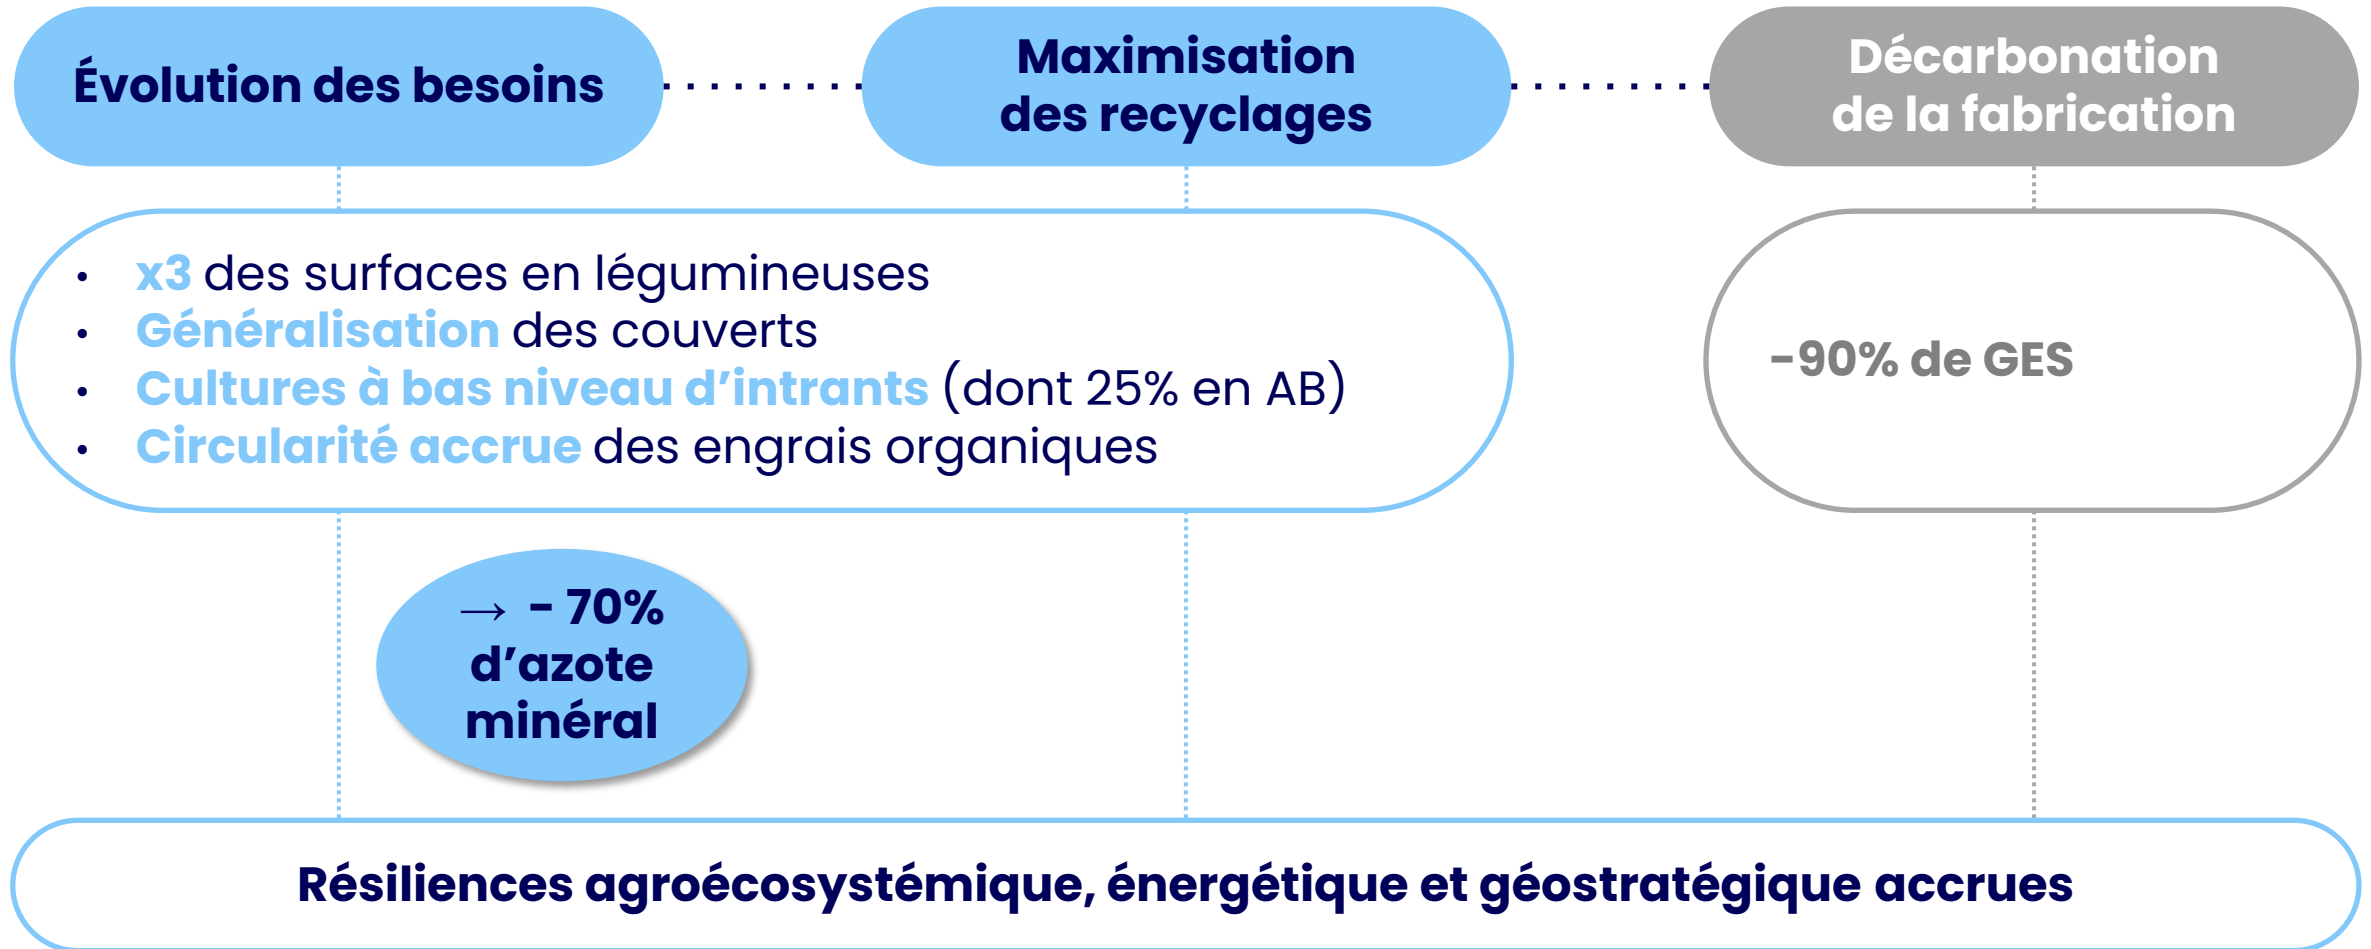 Évolution des besoins
Maximisation
des recyclages
Décarbonation
de la fabrication
• x3 des surfaces en légumineuses
• Généralisation des couverts
• Cultures à bas niveau d’intrants (dont 25% en AB)
• Circularité accrue des engrais organiques
-90% de GES
→ - 70%
d’azote
minéral
Résiliences agroécosystémique, énergétique et géostratégique accrues